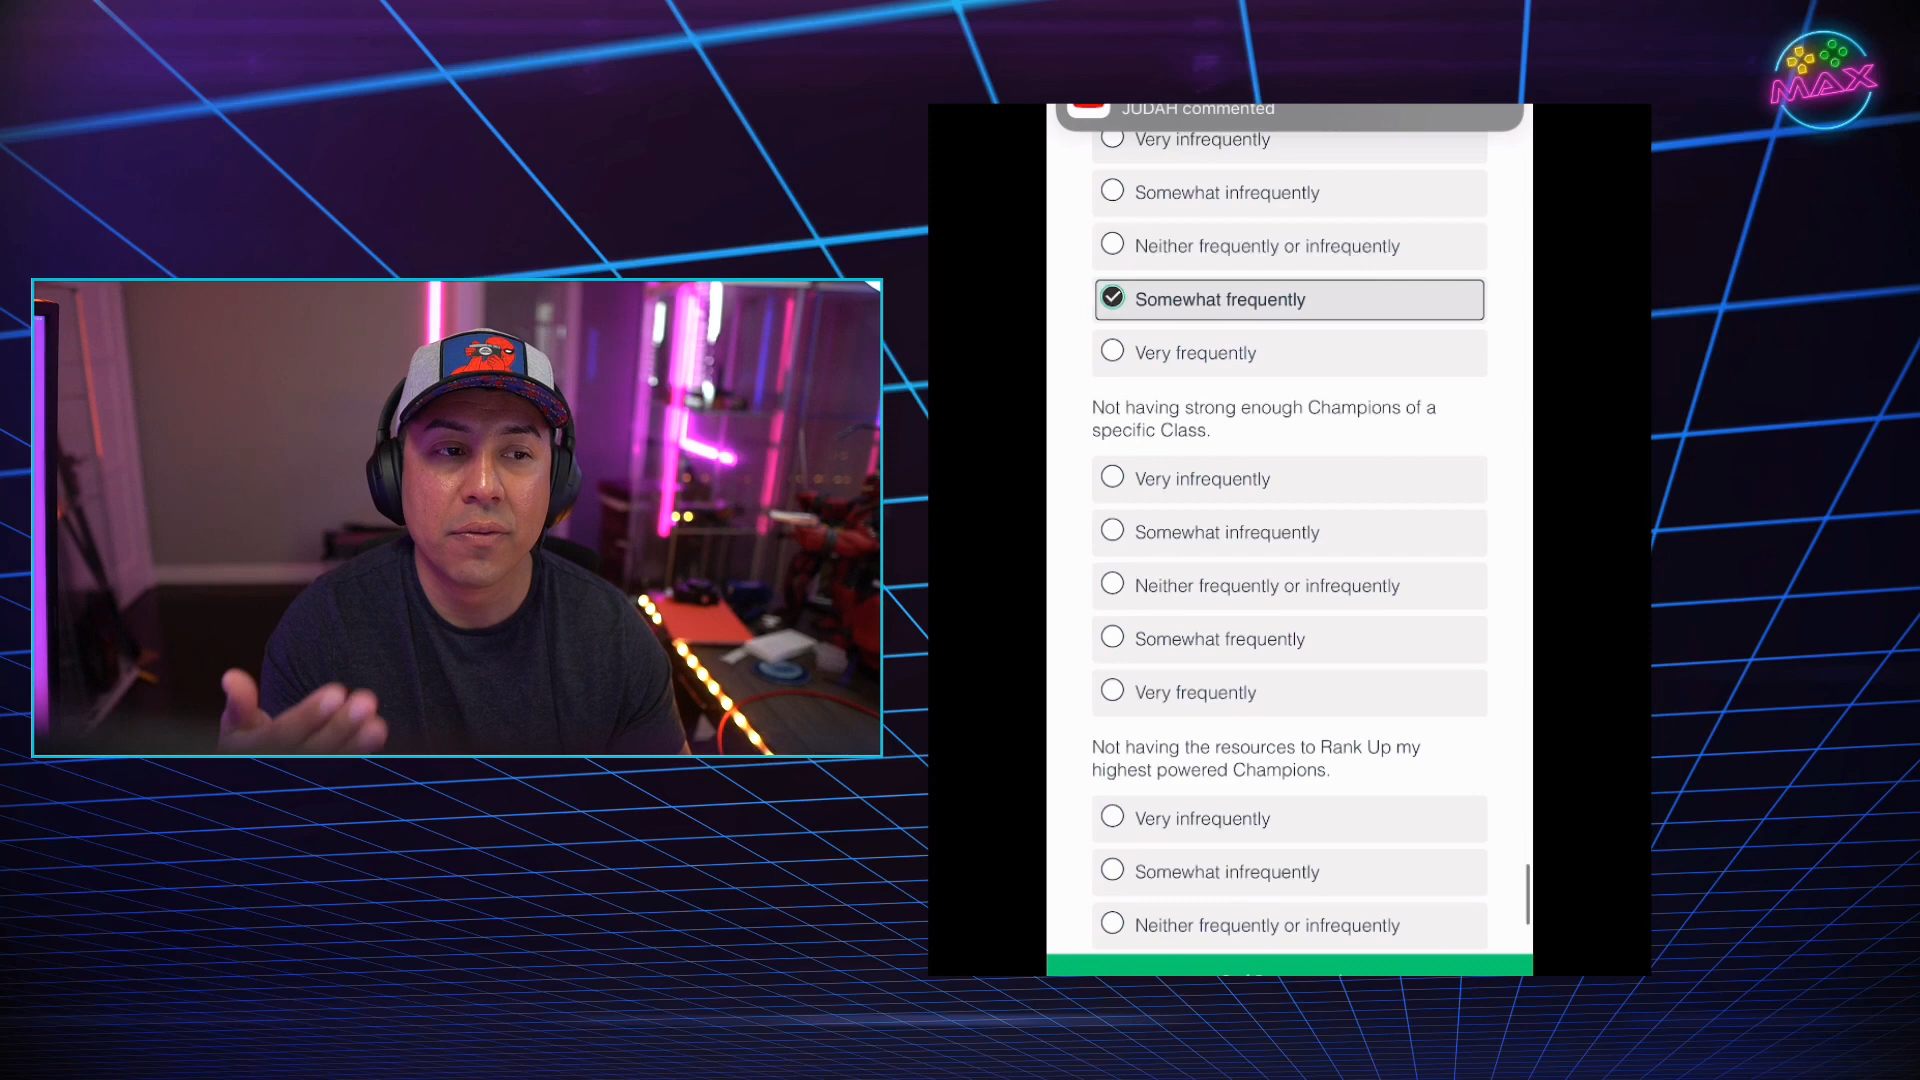 MAX
JUDAH commented
Very infrequently
Somewhat infrequently
Neither frequently or infrequently
Somewhat frequently
Very frequently
Not having strong enough Champions of a
specific Class.
Very infrequently
Somewhat infrequently
Neither frequently or infrequently
Somewhat frequently
Very frequently
Not having the resources to Rank Up my
highest powered Champions.
Very infrequently
Somewhat infrequently
Neither frequently or infrequently